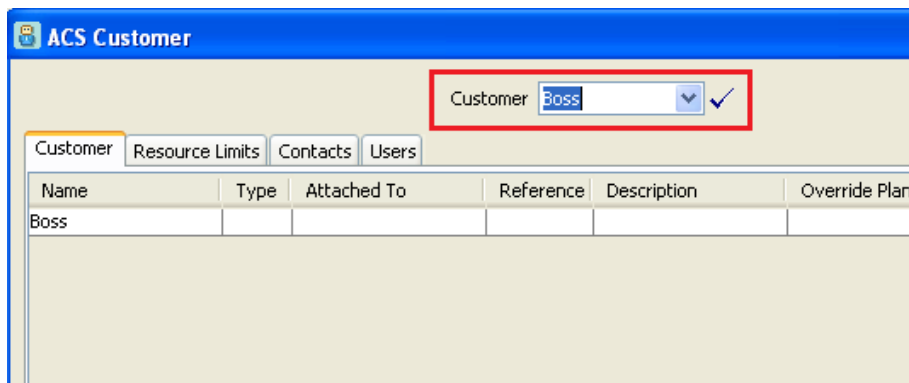 ACS Customer
Customer Boss
Customer Resource Limits Contacts Users
Name Type Attached To Reference Description Override Plan
Boss